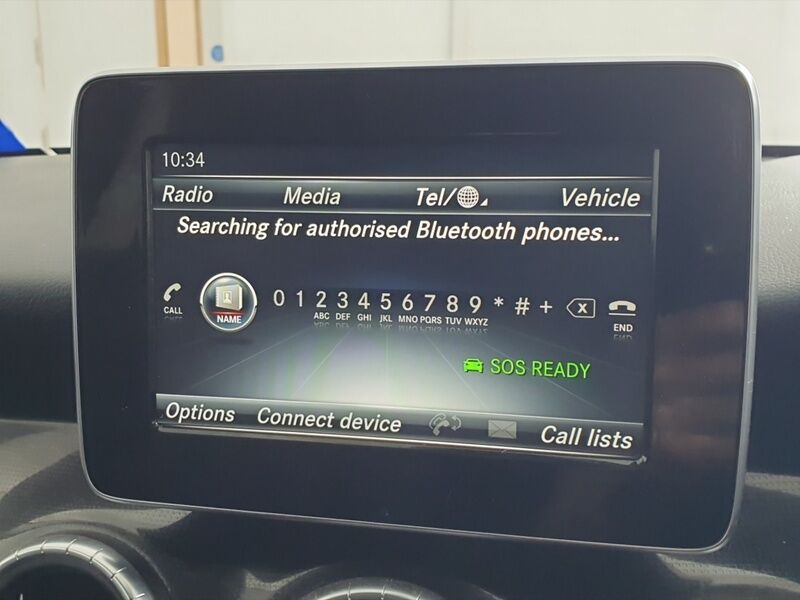 10:34
Radio Media Tel/ Vehicle
Searching for authorised Bluetooth phones...
CALL NAME 0 1 2 3 4 5 6 7 8 9 * # + X END
ABC DEF GHI JKL MNO PQRS TUV WXYZ
SOS READY
Options Connect device Call lists